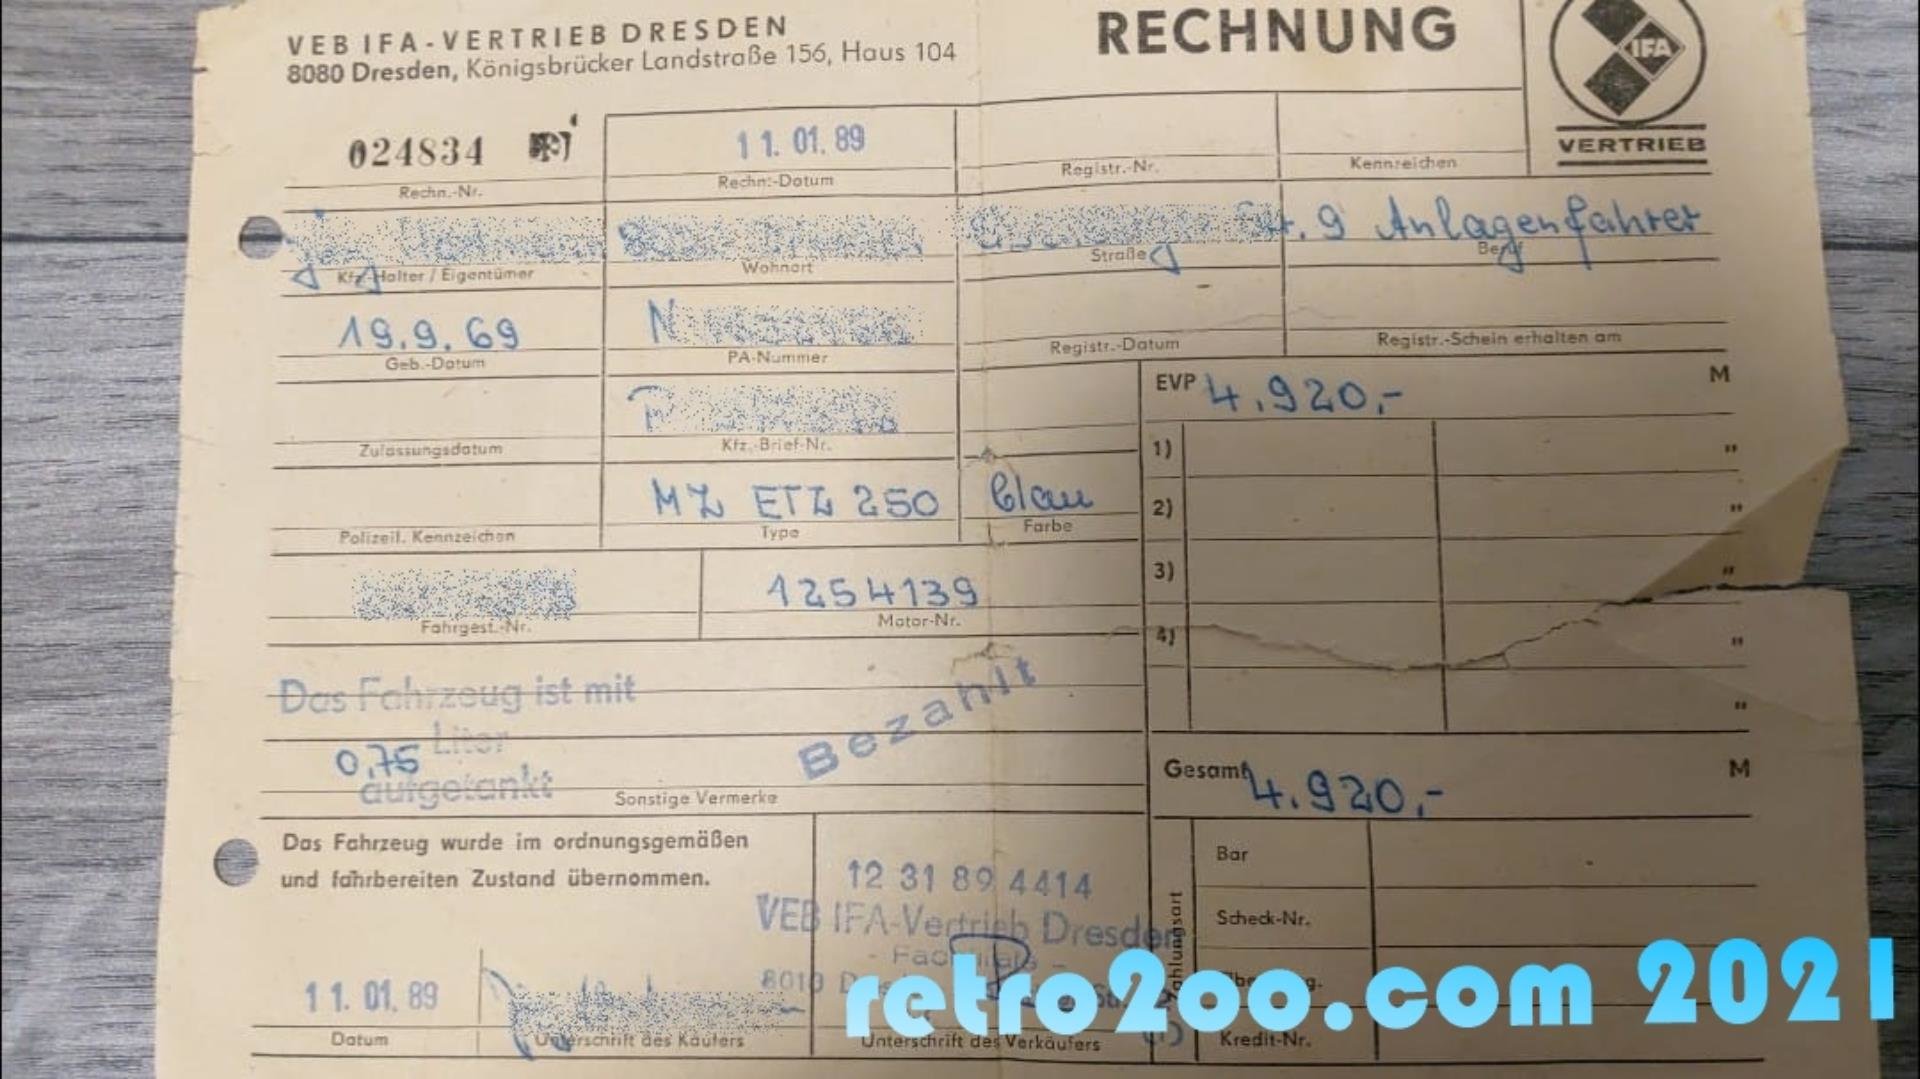 VEB IFA-VERTRIEB DRESDEN
8080 Dresden, Königsbrücker Landstraße 156, Haus 104
RECHNUNG
IFA
VERTRIEB
024834
Rechn.-Nr.
11.01.89
Rechn.-Datum
Registr.-Nr.
Kennzeichen
Str. 9
Anlagenfahrer
Kfz-Halter / Eigentümer
Wohnort
Straße
Beruf
19.9.69
N
Geb.-Datum
PA-Nummer
Registr.-Datum
Registr.-Schein erhalten am
EVP 4.920,- M
Zulassungsdatum
Kfz.-Brief-Nr.
1) "
MZ ETZ 250
blau
2) "
Polizeil. Kennzeichen
Type
Farbe
3) "
1254139
Fahrgest.-Nr.
Motor-Nr.
4) "
"
Das Fahrzeug ist mit
0,75 Liter
aufgetankt
Bezahlt
Sonstige Vermerke
Gesamt 4.920,- M
Das Fahrzeug wurde im ordnungsgemäßen
und fahrbereiten Zustand übernommen.
Bar
12 31 89 4414
VEB IFA-Vertrieb Dresden
Zahlungsart
Scheck-Nr.
8010
11.01.89
Datum
Unterschrift des Käufers
Unterschrift des Verkäufers
Kredit-Nr.
retro2oo.com 2021